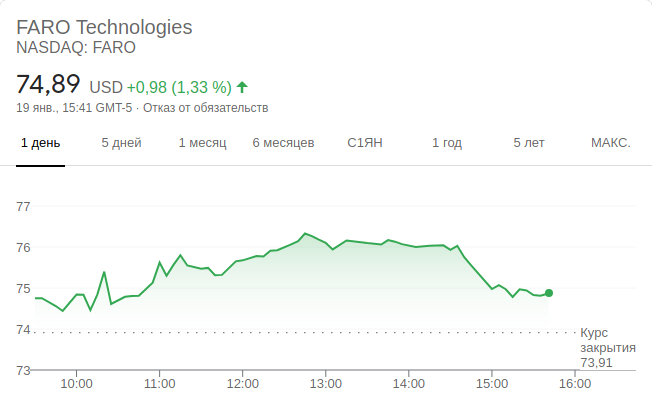 FARO Technologies
NASDAQ: FARO
74,89 USD +0,98 (1,33 %)
19 янв., 15:41 GMT-5 · Отказ от обязательств
1 день 5 дней 1 месяц 6 месяцев С1ЯН 1 год 5 лет МАКС.
77
76
75
74
Курс
закрытия
73,91
73
10:00 11:00 12:00 13:00 14:00 15:00 16:00